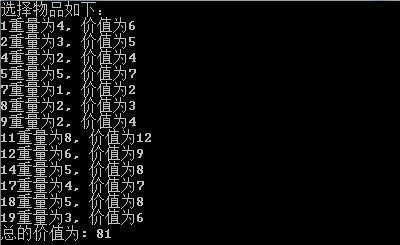 选择物品如下:
1重量为4, 价值为6
2重量为3, 价值为5
4重量为2, 价值为4
5重量为5, 价值为7
7重量为1, 价值为2
8重量为2, 价值为3
9重量为2, 价值为4
11重量为8, 价值为12
12重量为6, 价值为9
14重量为5, 价值为8
17重量为4, 价值为7
18重量为5, 价值为8
19重量为3, 价值为6
总的价值为: 81